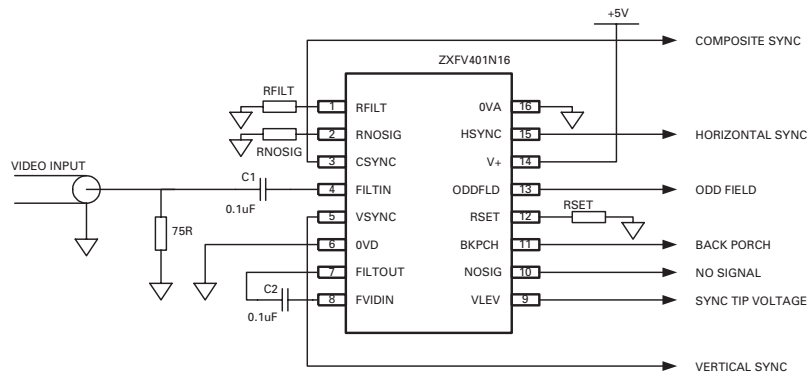 +5V
COMPOSITE SYNC
ZXFV401N16
RFILT
1 RFILT 0VA 16
2 RNOSIG HSYNC 15 HORIZONTAL SYNC
RNOSIG
3 CSYNC V+ 14
VIDEO INPUT
C1
4 FILTIN ODDFLD 13 ODD FIELD
0.1uF
RSET
5 VSYNC RSET 12
75R
6 0VD BKPCH 11 BACK PORCH
7 FILTOUT NOSIG 10 NO SIGNAL
C2
8 FVIDIN VLEV 9 SYNC TIP VOLTAGE
0.1uF
VERTICAL SYNC